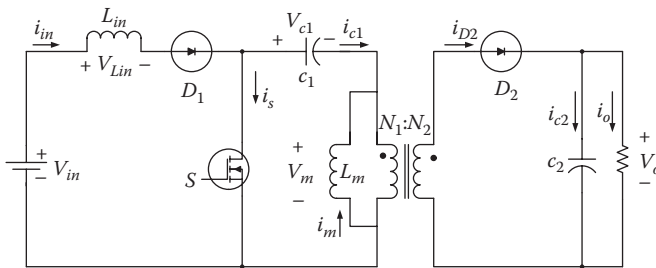 L_in
i_in
+ V_Lin −
D_1
V_c1
+ −
c_1
i_c1
i_D2
D_2
i_s
N_1:N_2
i_c2
i_o
+
V_in
−
S
+
V_m
−
L_m
i_m
c_2
+
V_o
−